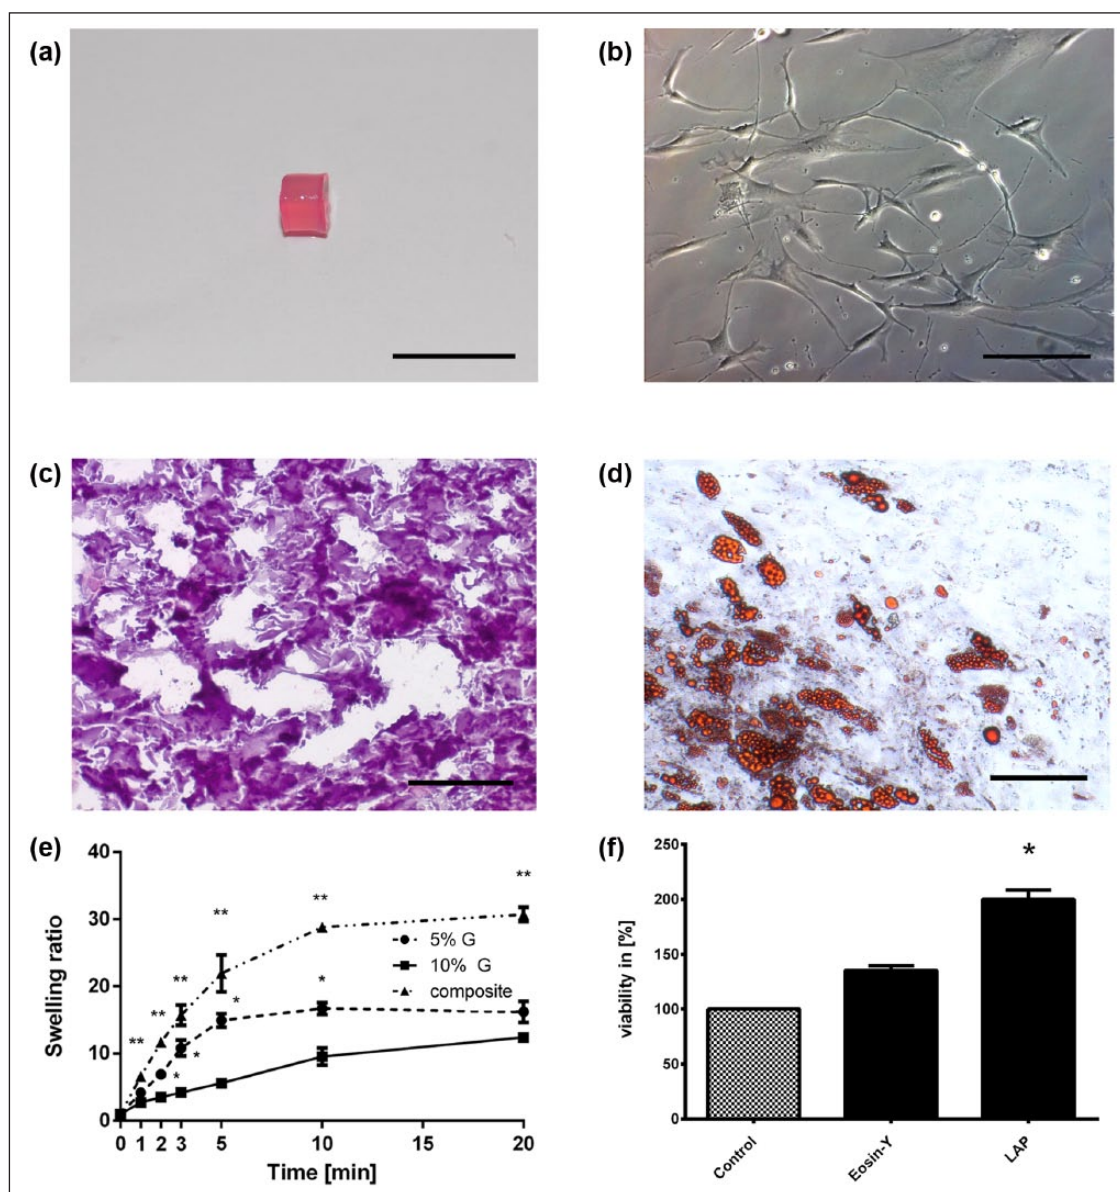 (a)
(b)
(c)
(d)
(e)
40
30
20
10
0
Swelling ratio
**
**
**
**
**
**
*
*
*
*
5% G
10% G
composite
0 1 2 3 5 10 15 20
Time [min]
(f)
250
200
150
100
50
0
viability in [%]
*
Control
Eosin-Y
LAP